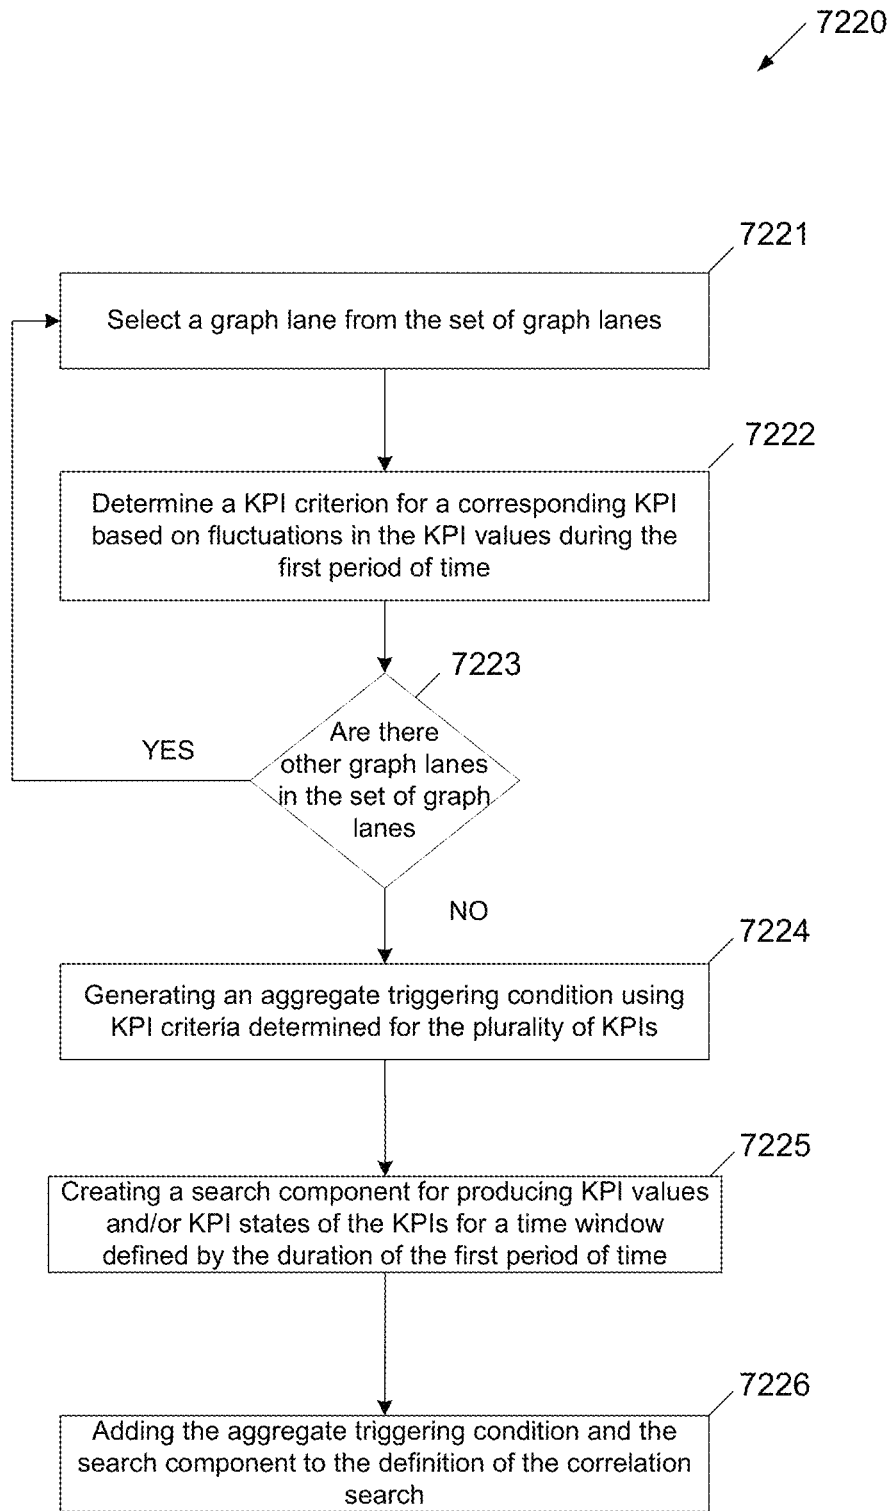 7220
7221
Select a graph lane from the set of graph lanes
7222
Determine a KPI criterion for a corresponding KPI
based on fluctuations in the KPI values during the
first period of time
7223
Are there
other graph lanes
in the set of graph
lanes
YES
NO
7224
Generating an aggregate triggering condition using
KPI criteria determined for the plurality of KPIs
7225
Creating a search component for producing KPI values
and/or KPI states of the KPIs for a time window
defined by the duration of the first period of time
7226
Adding the aggregate triggering condition and the
search component to the definition of the correlation
search